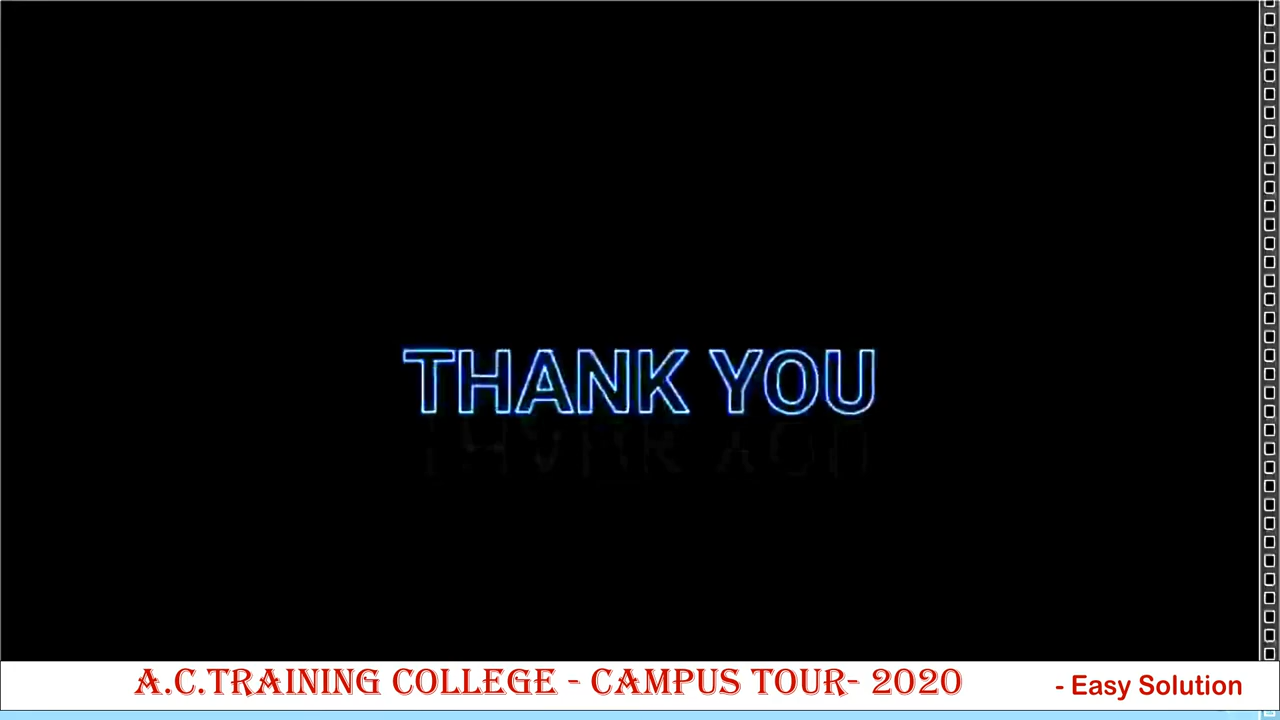 THANK YOU
A.C.TRAINING COLLEGE - CAMPUS TOUR- 2020
- Easy Solution